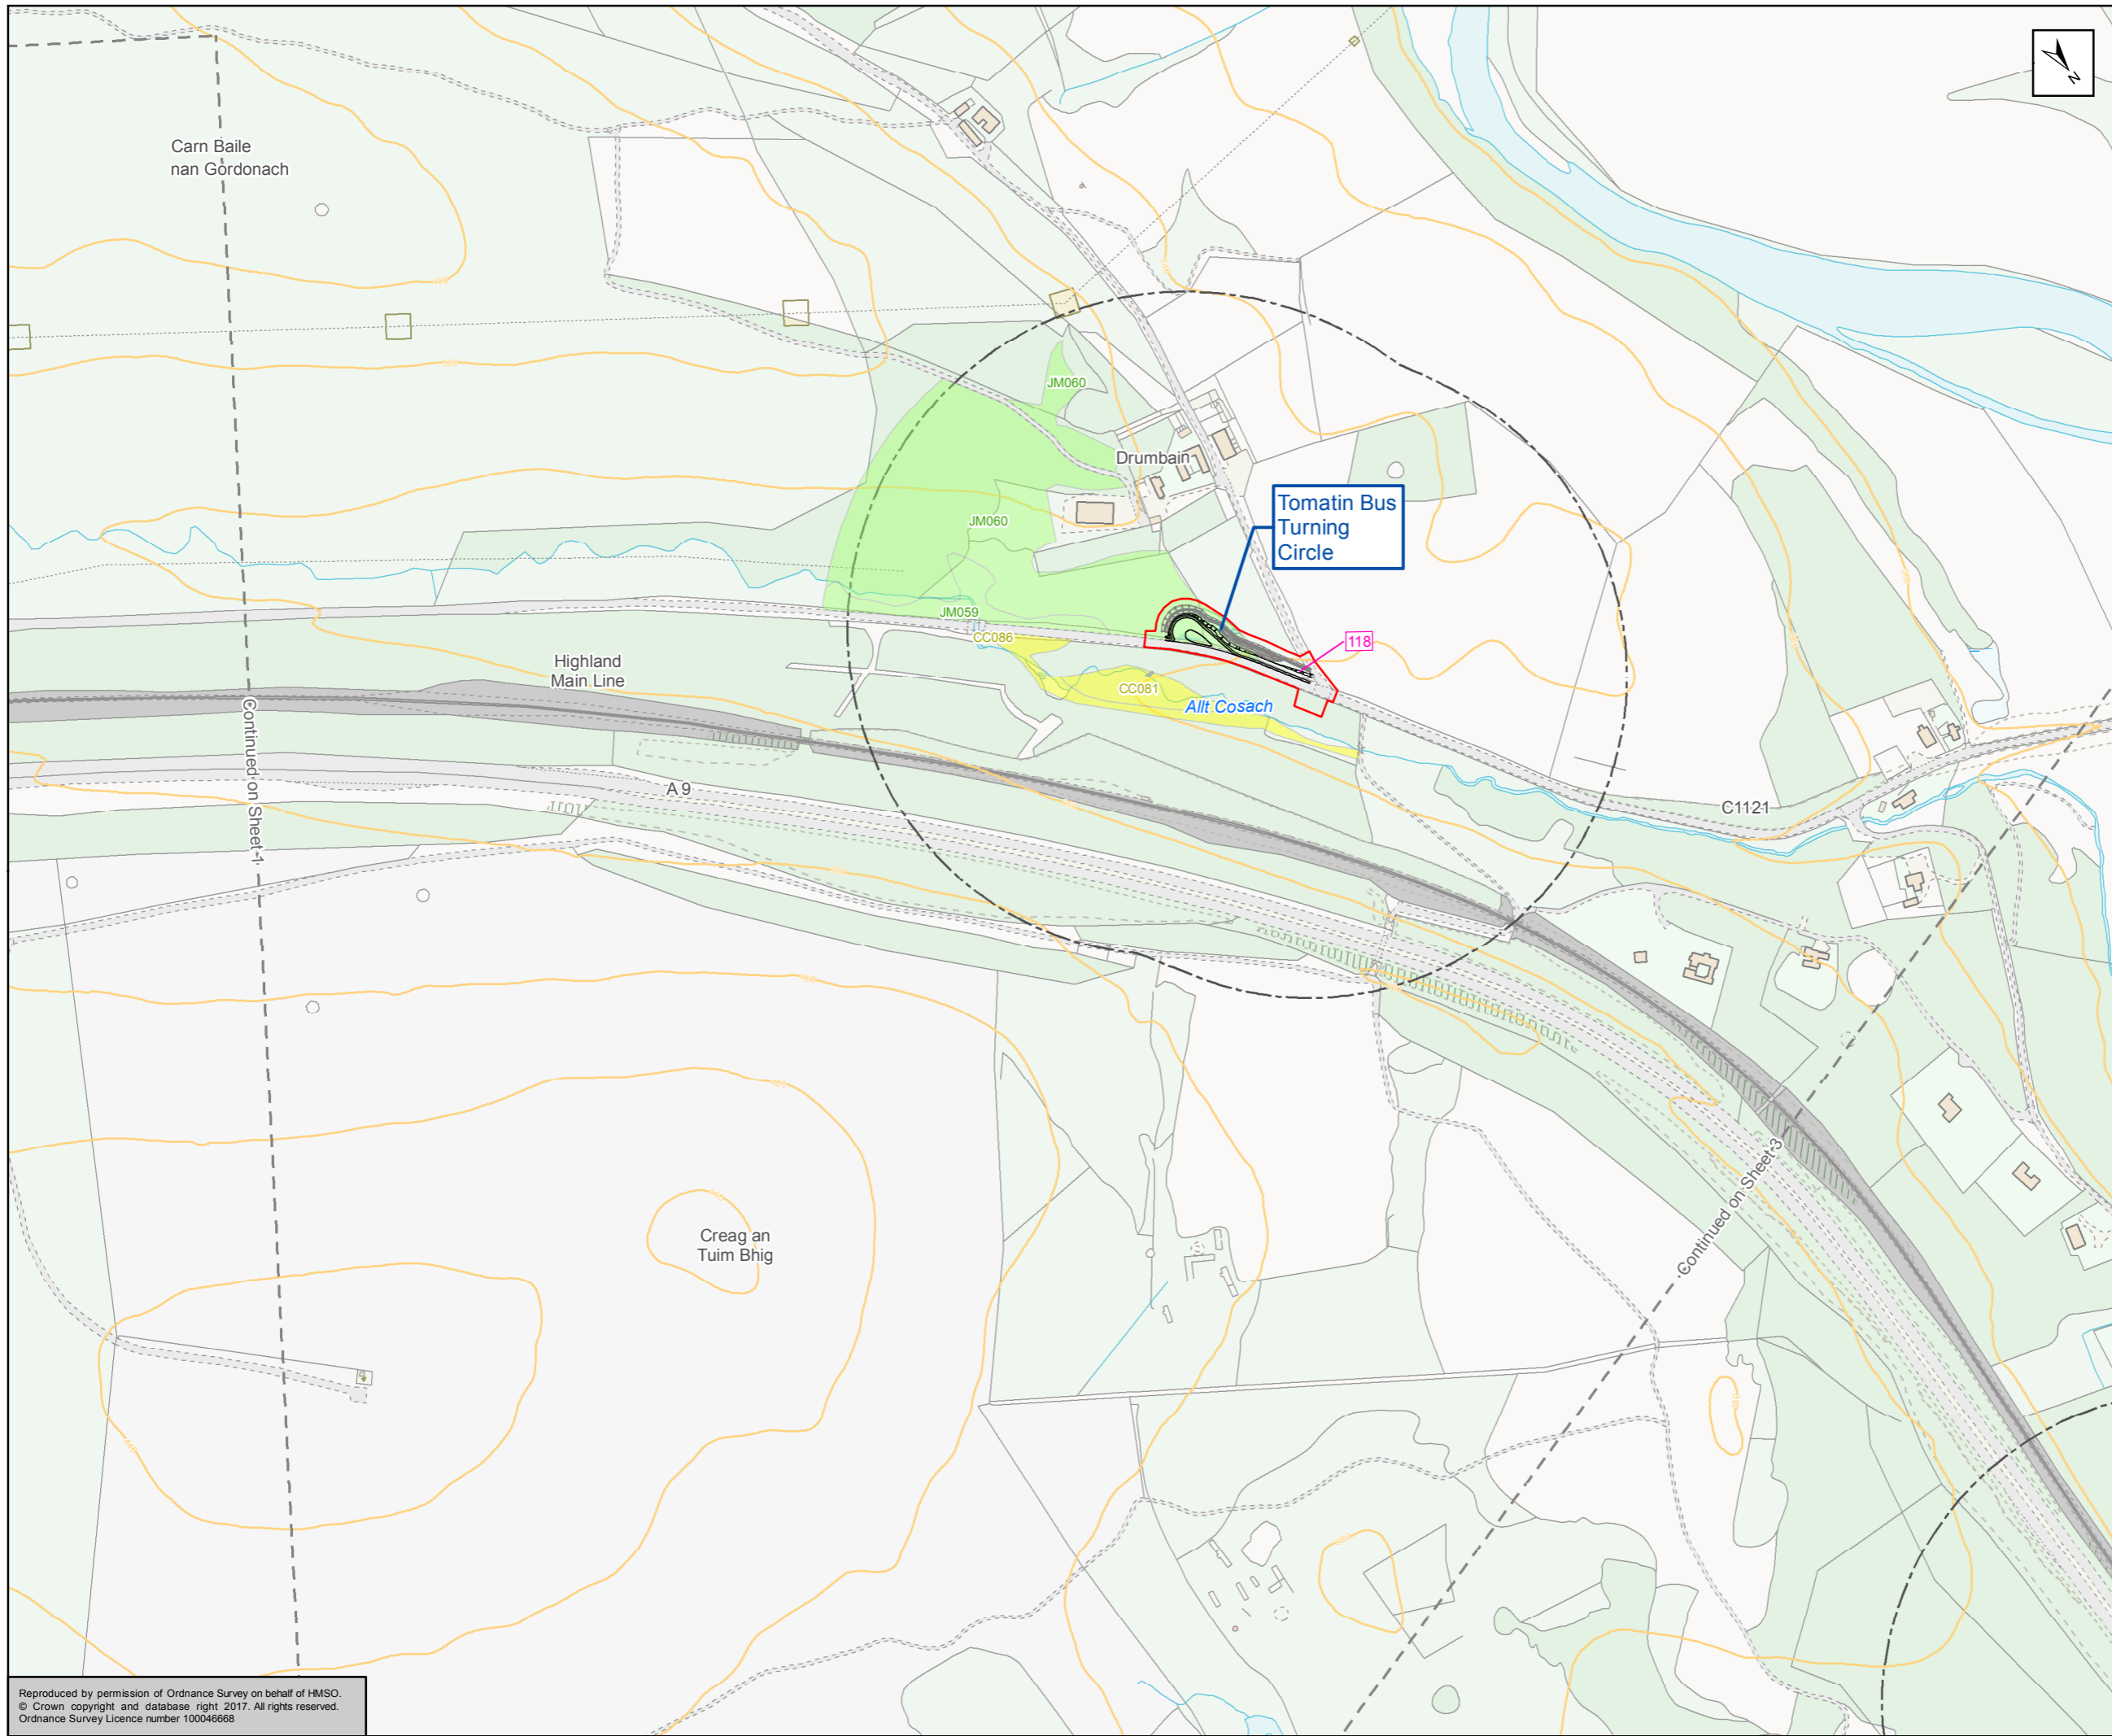 N
Carn Baile
nan Gordonach
JM060
Drumbain
JM060
Tomatin Bus
Turning
Circle
JM059
CC086
118
Highland
Main Line
CC081
Allt Cosach
Continued on Sheet 1
A 9
C1121
Continued on Sheet 3
Creag an
Tuim Bhig
Reproduced by permission of Ordnance Survey on behalf of HMSO.
© Crown copyright and database right 2017. All rights reserved.
Ordnance Survey Licence number 100046668